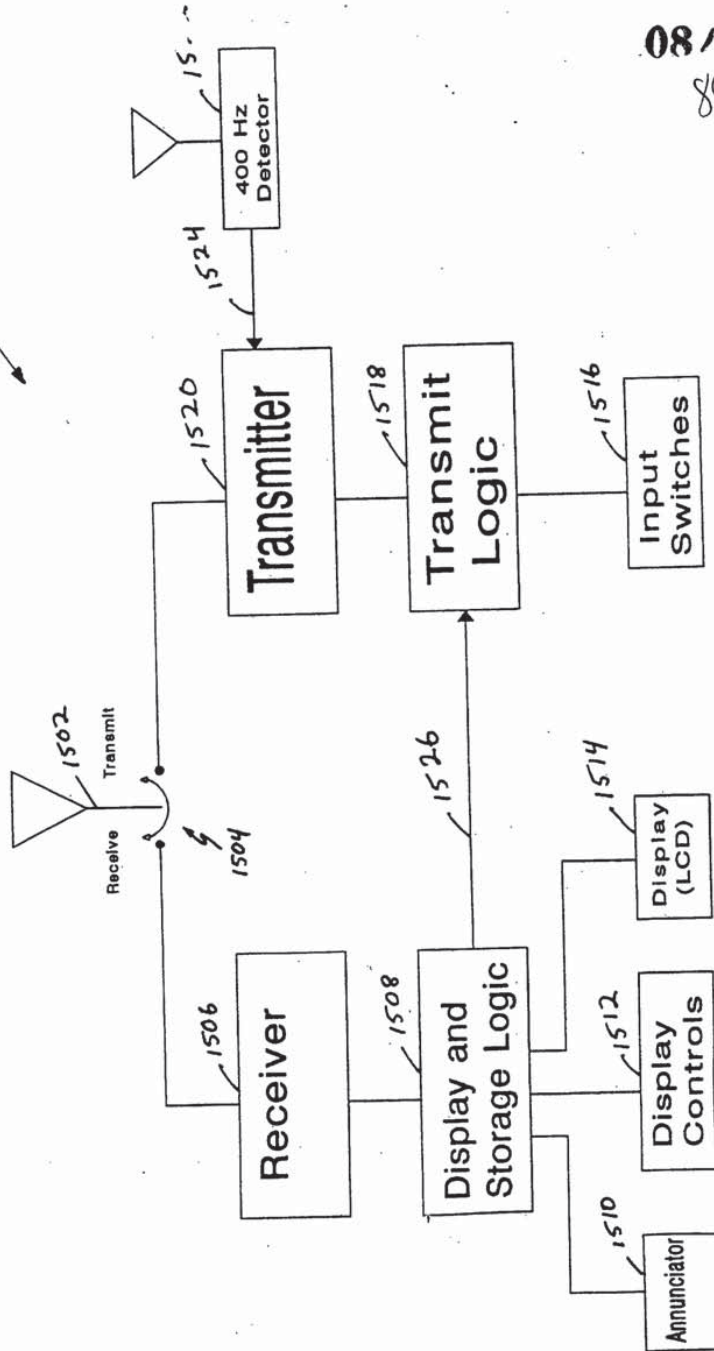 08/
1502
Receive
Transmit
1504
1506
Receiver
1520
Transmitter
1524
15
400 Hz
Detector
1508
Display and
Storage Logic
1526
1518
Transmit
Logic
1510
Annunciator
1512
Display
Controls
1514
Display
(LCD)
1516
Input
Switches